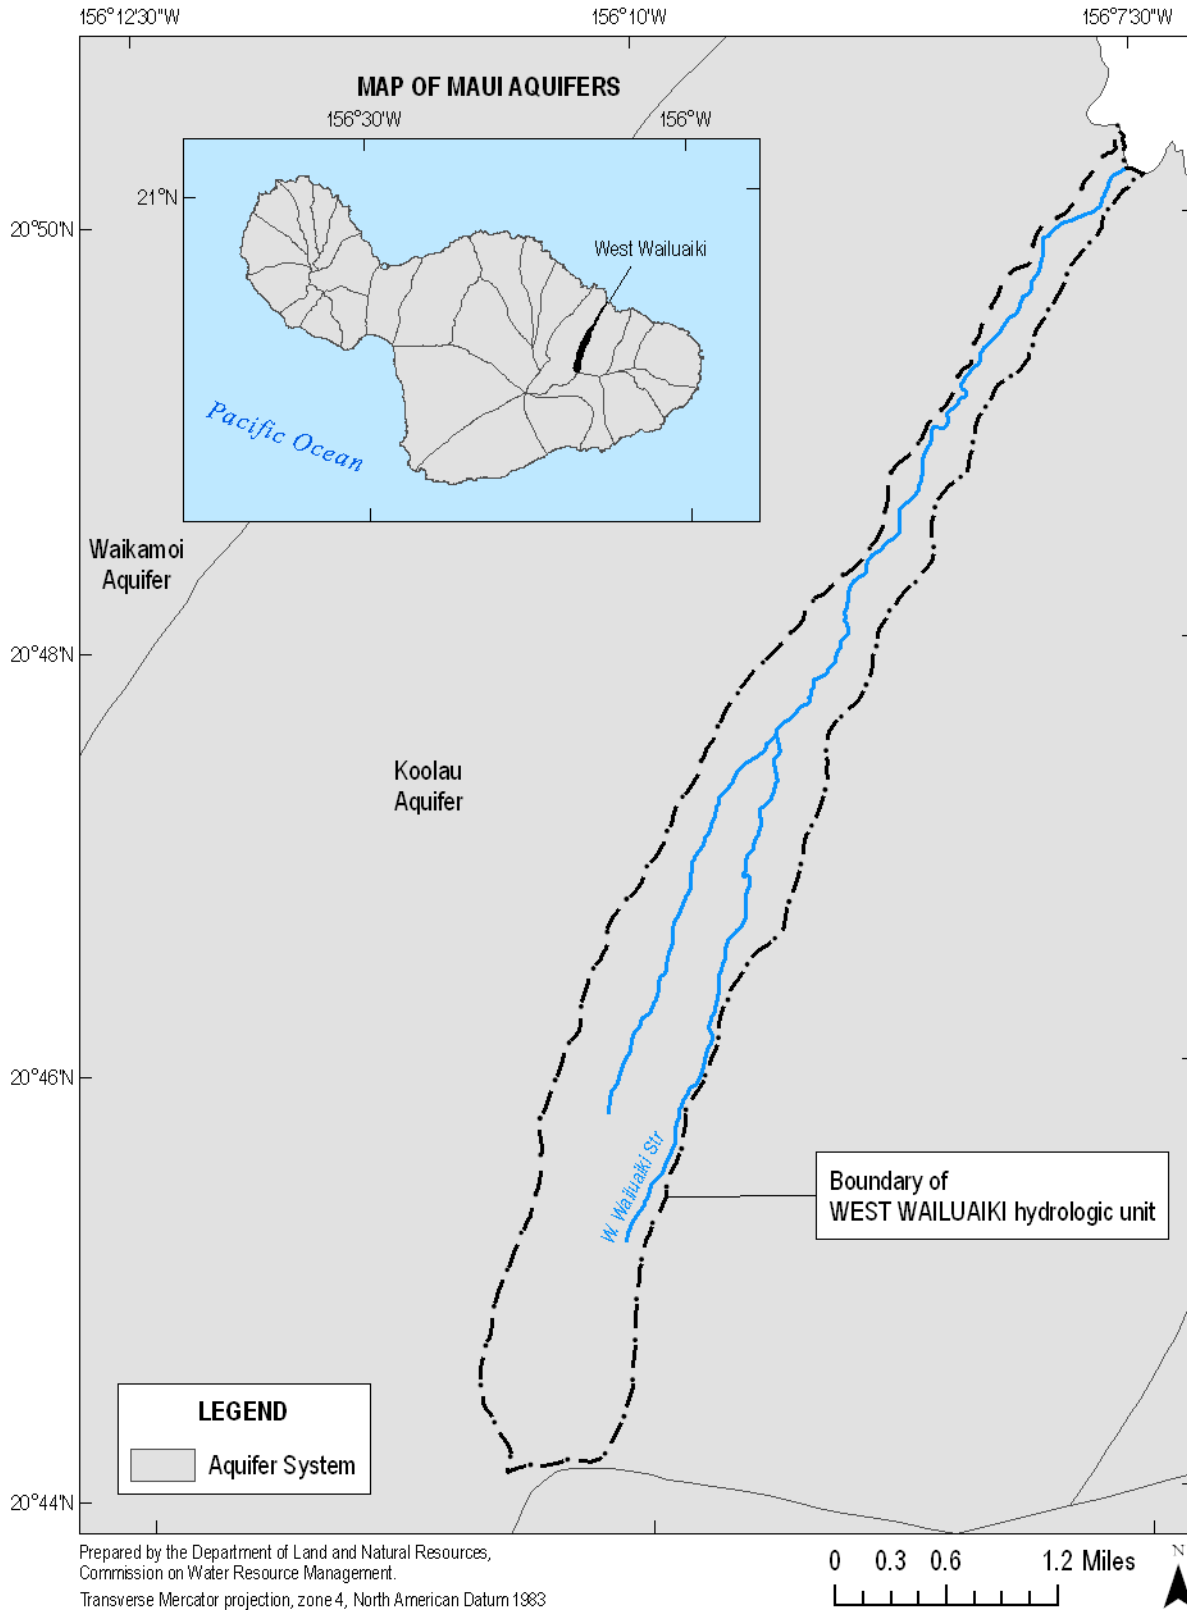 156°12'30"W
156°10'W
156°7'30"W
MAP OF MAUI AQUIFERS
156°30'W
156°W
21°N
20°50'N
West Wailuaiki
Pacific Ocean
Waikamoi
Aquifer
20°48'N
Koolau
Aquifer
20°46'N
W. Wailuaiki Str
Boundary of
WEST WAILUAIKI hydrologic unit
LEGEND
Aquifer System
20°44'N
Prepared by the Department of Land and Natural Resources,
Commission on Water Resource Management.
Transverse Mercator projection, zone 4, North American Datum 1983
0 0.3 0.6 1.2 Miles
N